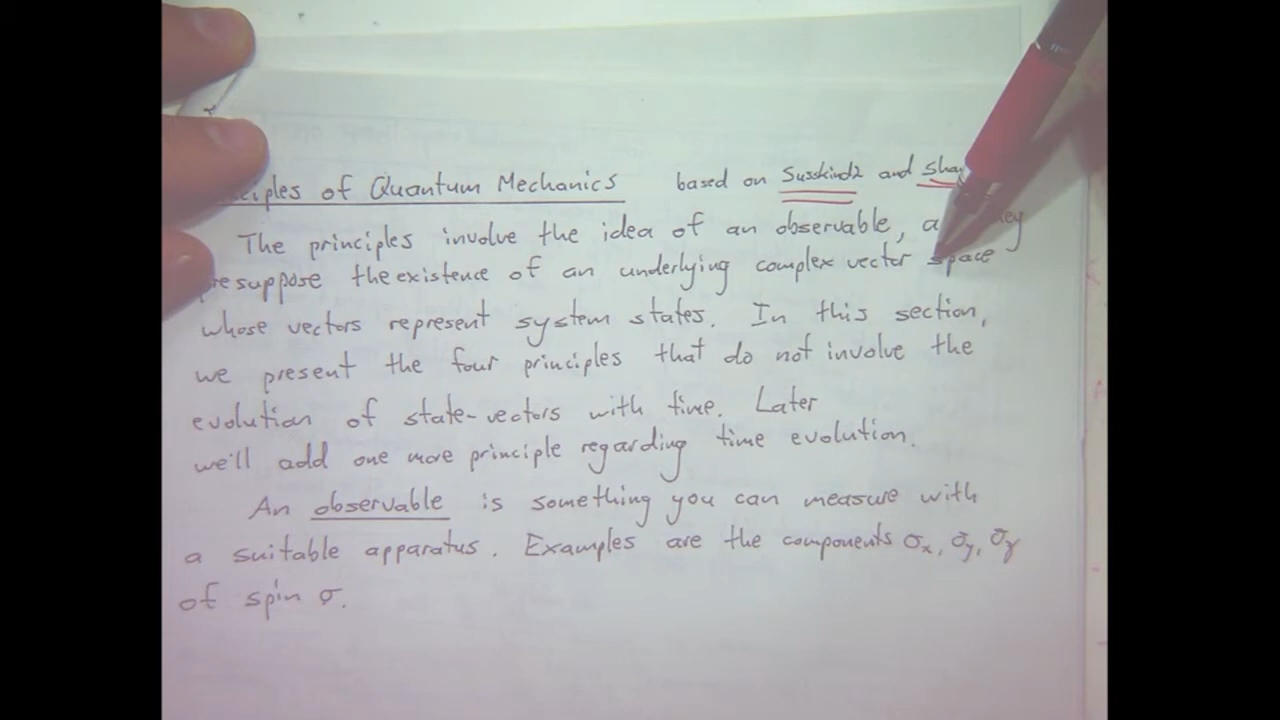 of Quantum Mechanics based on Susskind2 and
The principles involve the idea of an observable,
presuppose the existence of an underlying complex vector space
whose vectors represent system states. In this section,
we present the four principles that do not involve the
evolution of state-vectors with time. Later
we'll add one more principle regarding time evolution.
An observable is something you can measure with
a suitable apparatus. Examples are the components σx, σy, σz
of spin σ.